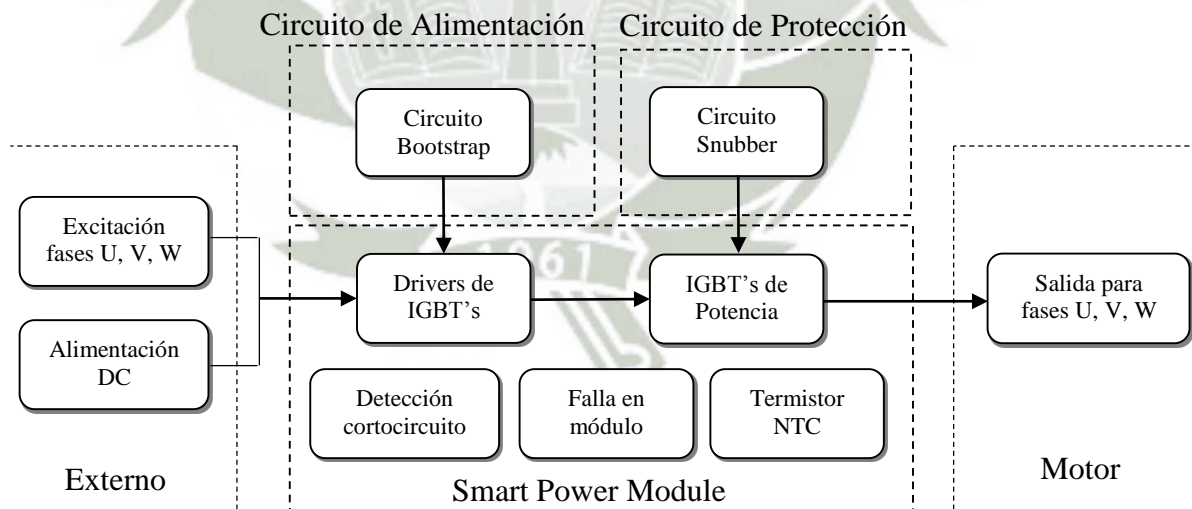 Circuito de Alimentación
Circuito de Protección
Circuito
Bootstrap
Circuito
Snubber
Excitación
fases U, V, W
Drivers de
IGBT’s
IGBT’s de
Potencia
Salida para
fases U, V, W
Alimentación
DC
Detección
cortocircuito
Falla en
módulo
Termistor
NTC
Externo
Smart Power Module
Motor
1961